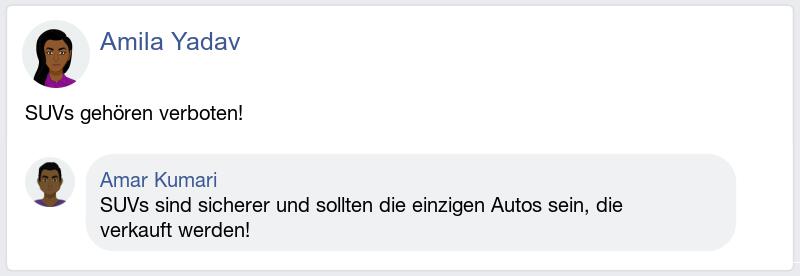 Amila Yadav
SUVs gehören verboten!
Amar Kumari
SUVs sind sicherer und sollten die einzigen Autos sein, die
verkauft werden!